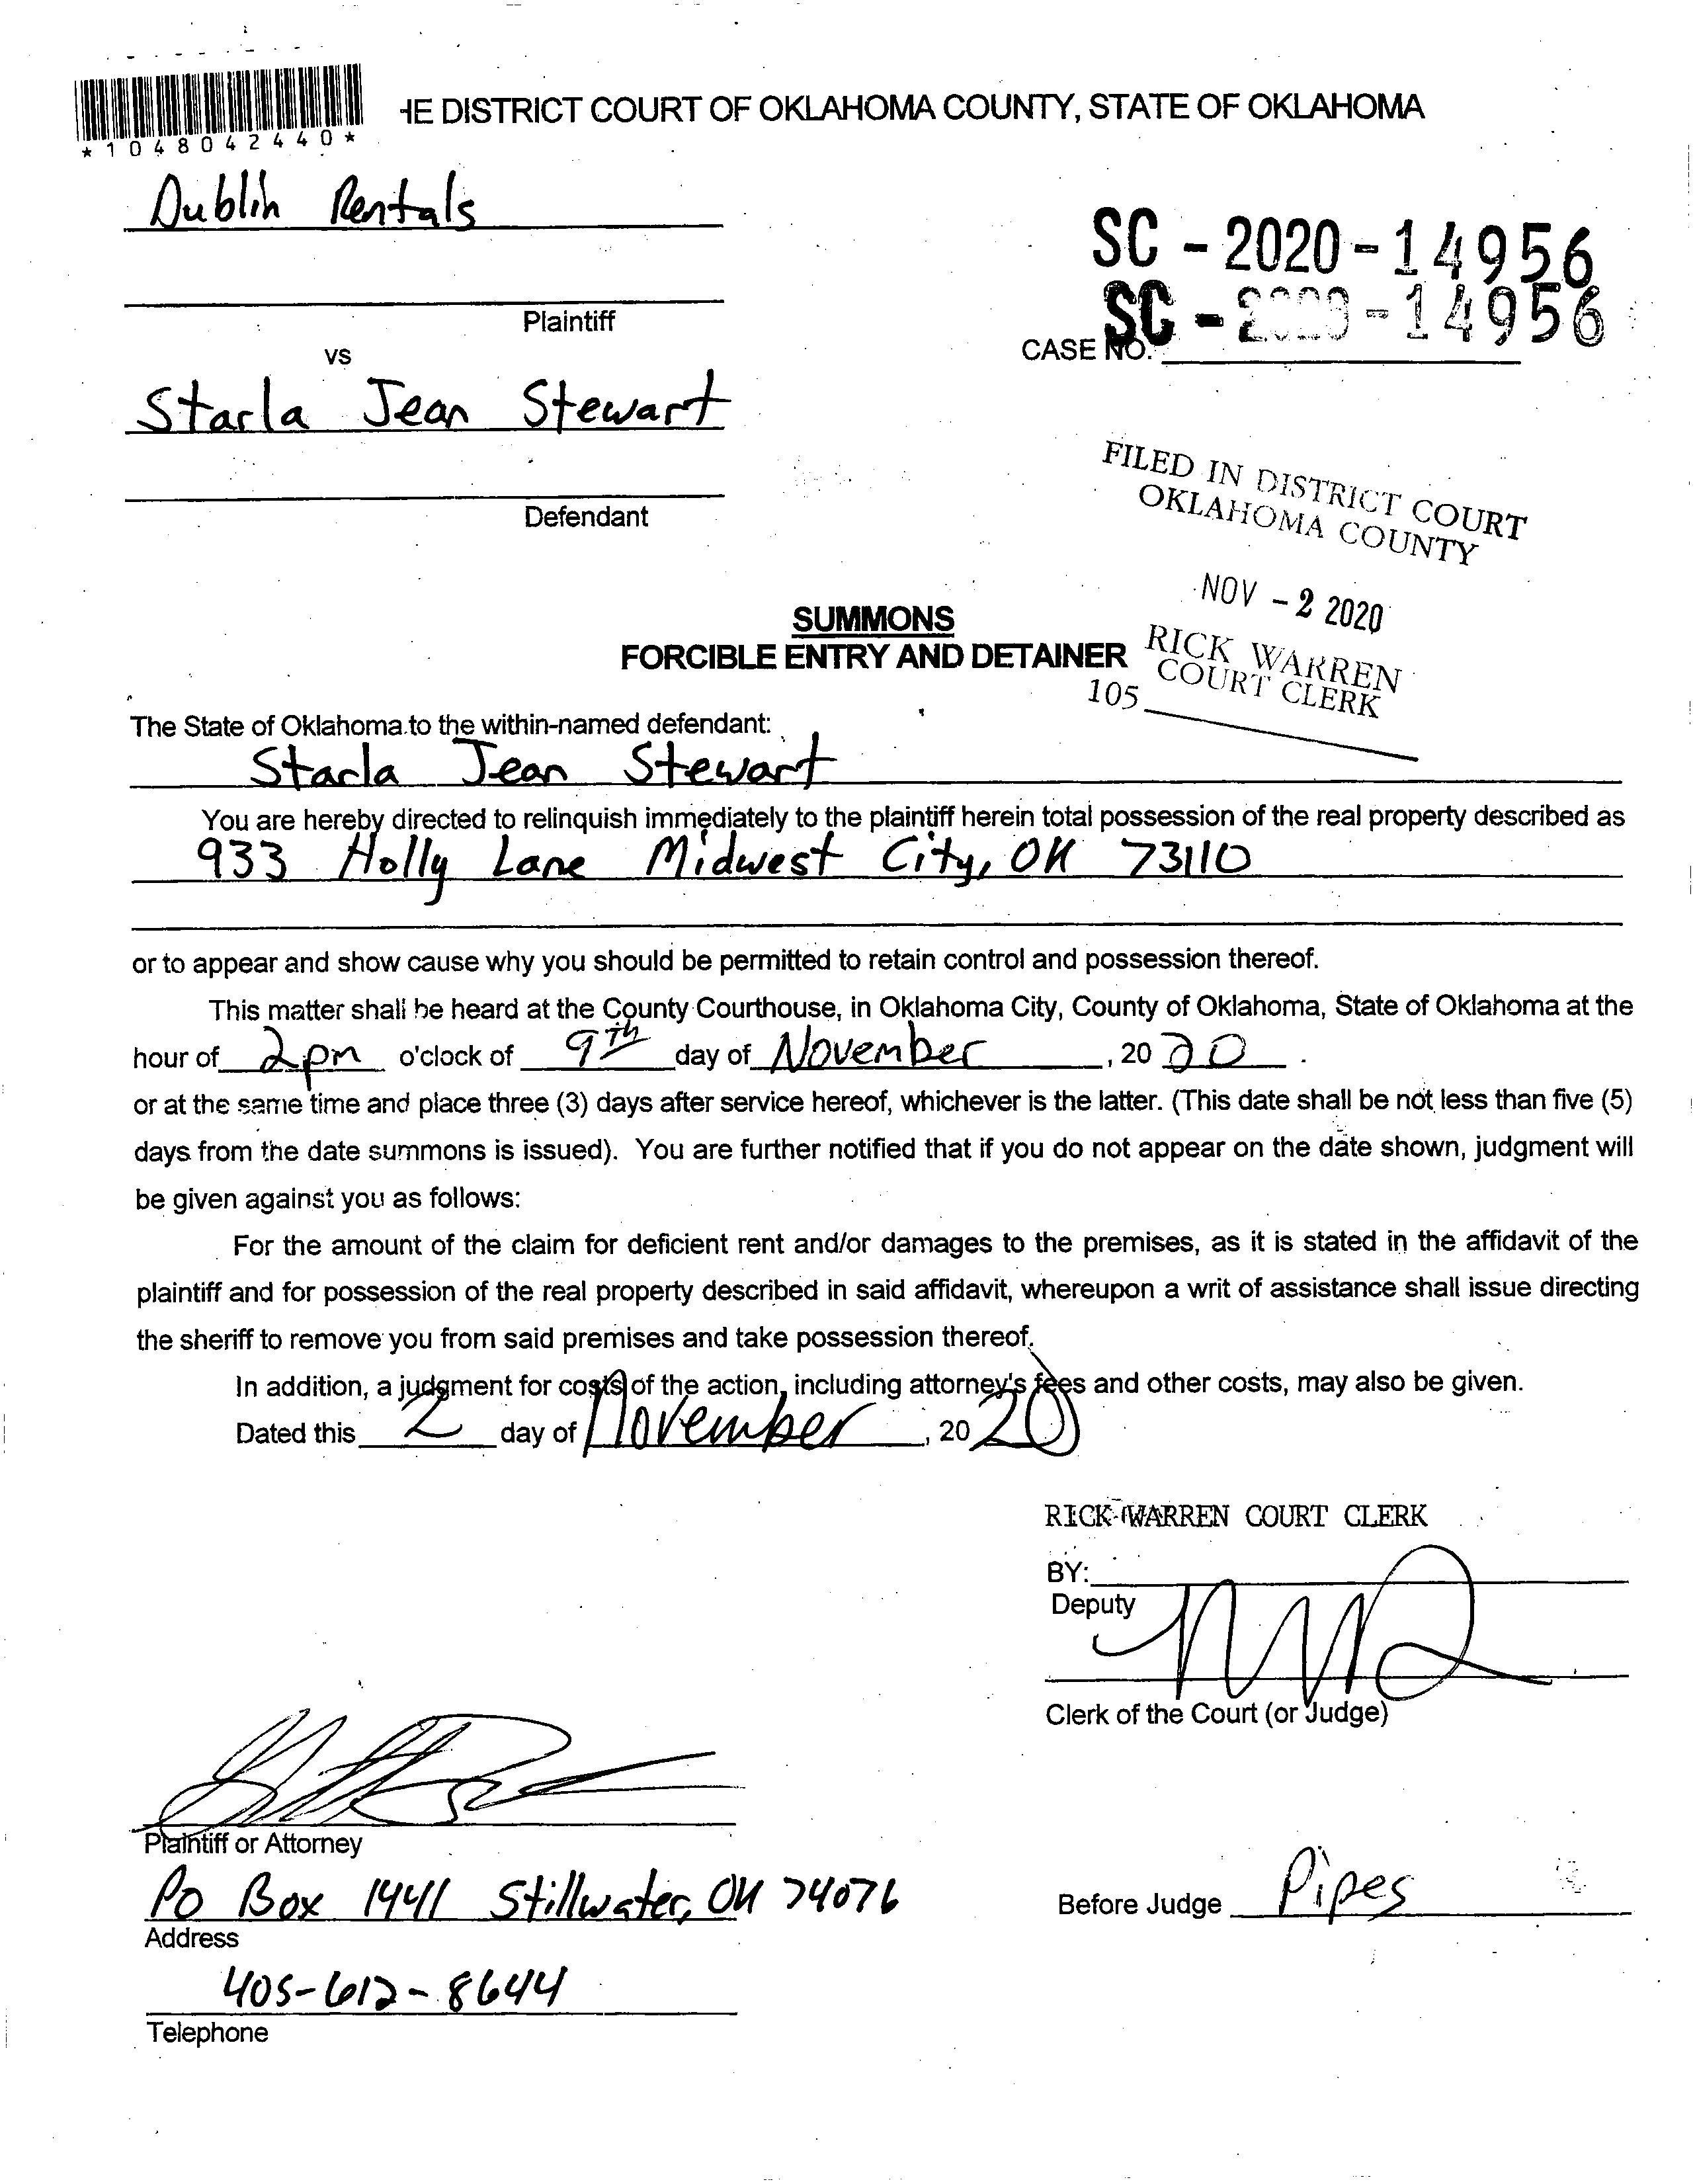 HE DISTRICT COURT OF OKLAHOMA COUNTY, STATE OF OKLAHOMA
*1048042440*
Dublin Rentals
SC - 2020 - 14956
Plaintiff
SC - 2020 - 14956
vs
CASE NO.
Starla Jean Stewart
Defendant
FILED IN DISTRICT COURT
OKLAHOMA COUNTY
NOV - 2 2020
RICK WARREN
COURT CLERK
105
SUMMONS
FORCIBLE ENTRY AND DETAINER
The State of Oklahoma to the within-named defendant:
Starla Jean Stewart
You are hereby directed to relinquish immediately to the plaintiff herein total possession of the real property described as
933 Holly Lane Midwest City, OK 73110
or to appear and show cause why you should be permitted to retain control and possession thereof.
This matter shall be heard at the County Courthouse, in Oklahoma City, County of Oklahoma, State of Oklahoma at the
hour of 2pm o'clock of 9th day of November, 2020.
or at the same time and place three (3) days after service hereof, whichever is the latter. (This date shall be not less than five (5)
days from the date summons is issued). You are further notified that if you do not appear on the date shown, judgment will
be given against you as follows:
For the amount of the claim for deficient rent and/or damages to the premises, as it is stated in the affidavit of the
plaintiff and for possession of the real property described in said affidavit, whereupon a writ of assistance shall issue directing
the sheriff to remove you from said premises and take possession thereof.
In addition, a judgment for costs of the action, including attorney's fees and other costs, may also be given.
Dated this 2 day of November, 2020
RICK WARREN COURT CLERK
BY:
Deputy
Clerk of the Court (or Judge)
Plaintiff or Attorney
PO Box 1441 Stillwater, OK 74076
Address
Before Judge Pipes
405-612-8644
Telephone